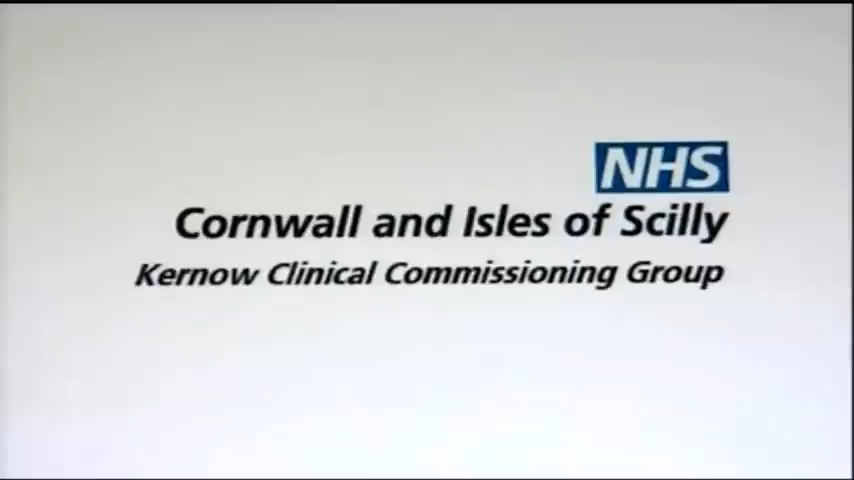 NHS
Cornwall and Isles of Scilly
Kernow Clinical Commissioning Group